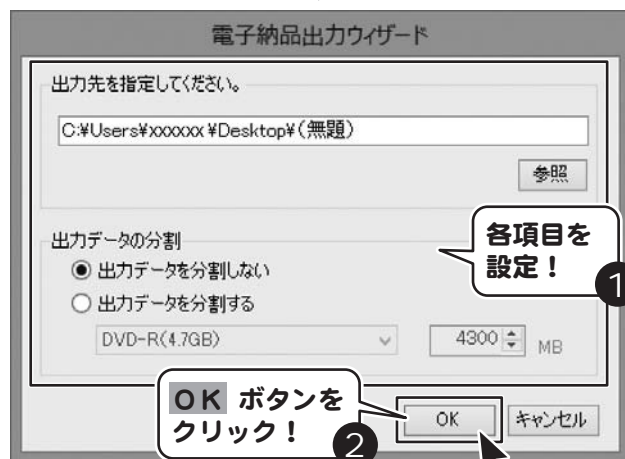 電子納品出力ウィザード
出力先を指定してください。
C:¥Users¥xxxxxx¥Desktop¥(無題)
参照
出力データの分割
出力データを分割しない
出力データを分割する
DVD-R(4.7GB)
4300
MB
各項目を
設定！
1
OK ボタンを
クリック！
2
OK
キャンセル